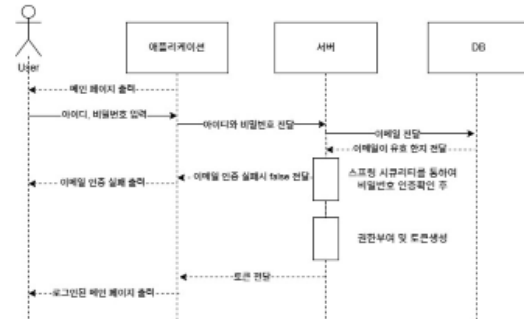 애플리케이션
서버
DB
User
메인 페이지 출력
아이디, 비밀번호 입력
아이디와 비밀번호 전달
이메일 전달
이메일이 유효 한지 전달
이메일 인증 실패시 false 전달
이메일 인증 실패 출력
스프링 시큐리티를 통하여
비밀번호 인증확인 후
권한부여 및 토큰생성
토큰 전달
로그인된 메인 페이지 출력